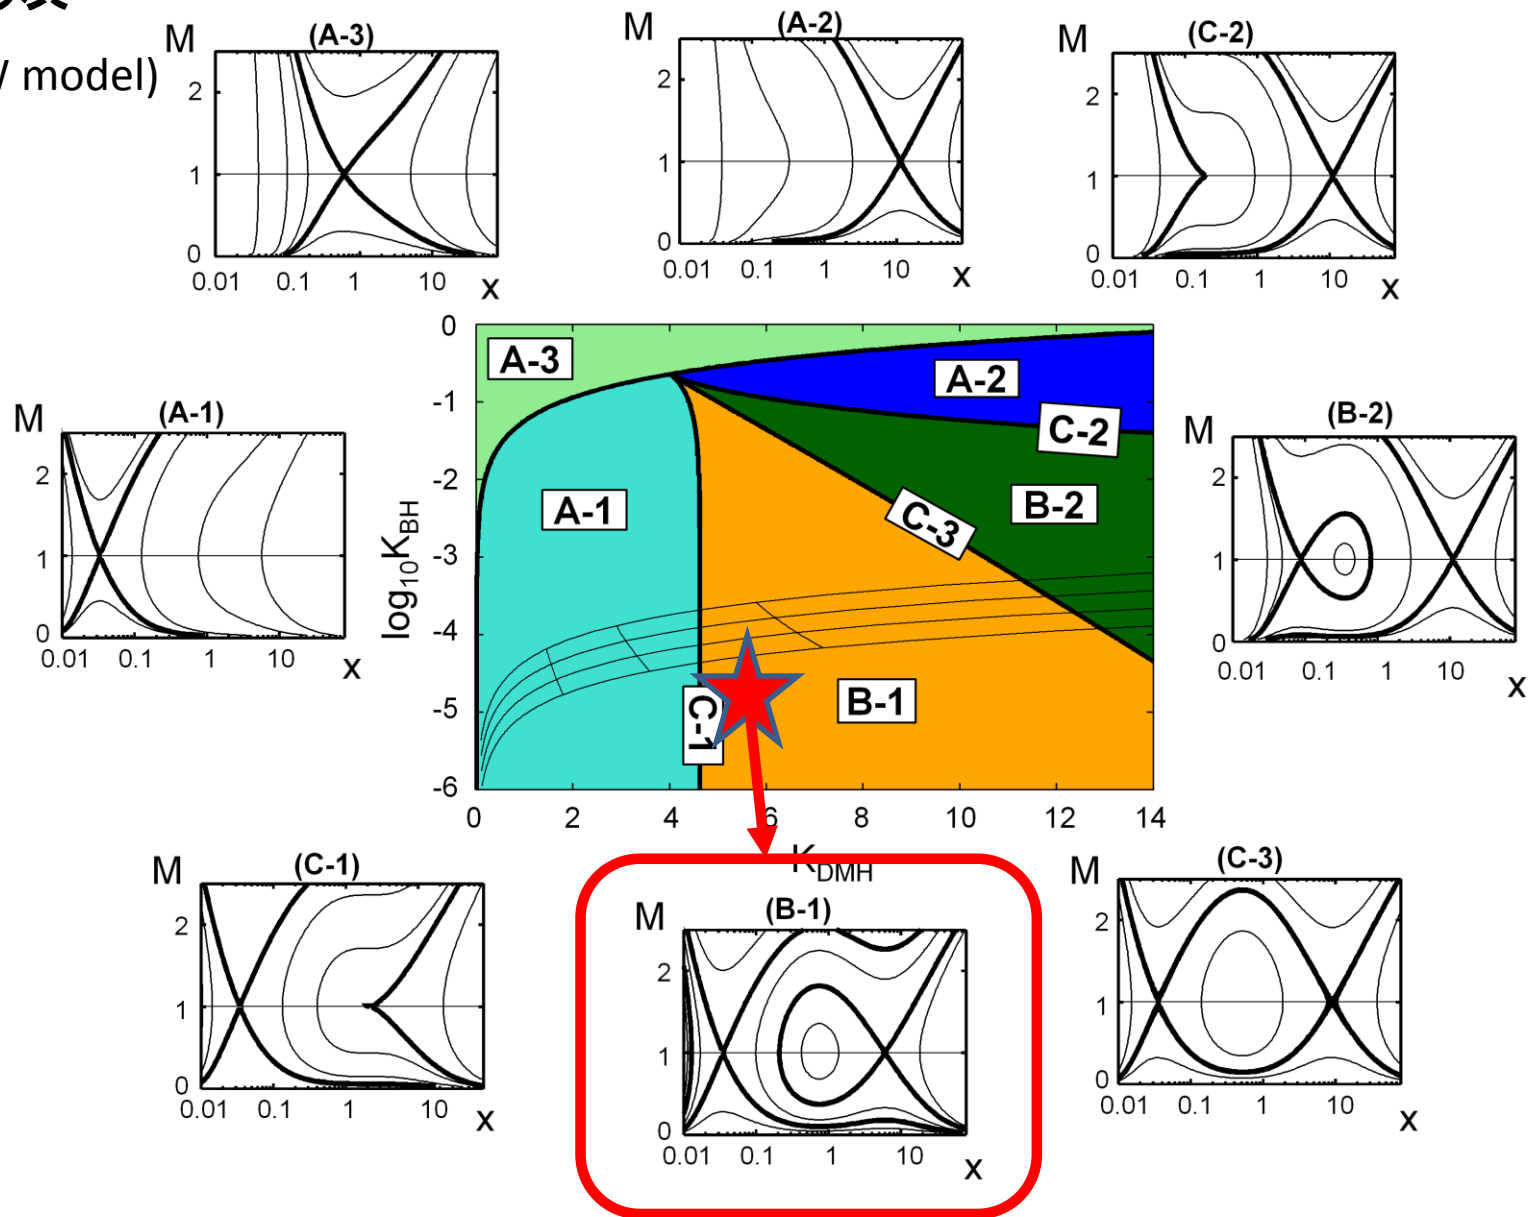 / model)
M
(A-3)
2
1
0
0.01 0.1 1 10
x
M
(A-2)
2
1
0
0.01 0.1 1 10
x
M
(C-2)
2
1
0
0.01 0.1 1 10
x
M
(A-1)
2
1
0
0.01 0.1 1 10
x
0
-1
-2
-3
-4
-5
-6
log10KBH
A-3
A-2
C-2
A-1
B-2
C-3
C-1
B-1
0 2 4 6 8 10 12 14
KDMH
M
(B-2)
2
1
0
0.01 0.1 1 10
x
M
(C-1)
2
1
0
0.01 0.1 1 10
x
M
(B-1)
2
1
0
0.01 0.1 1 10
x
M
(C-3)
2
1
0
0.01 0.1 1 10
x